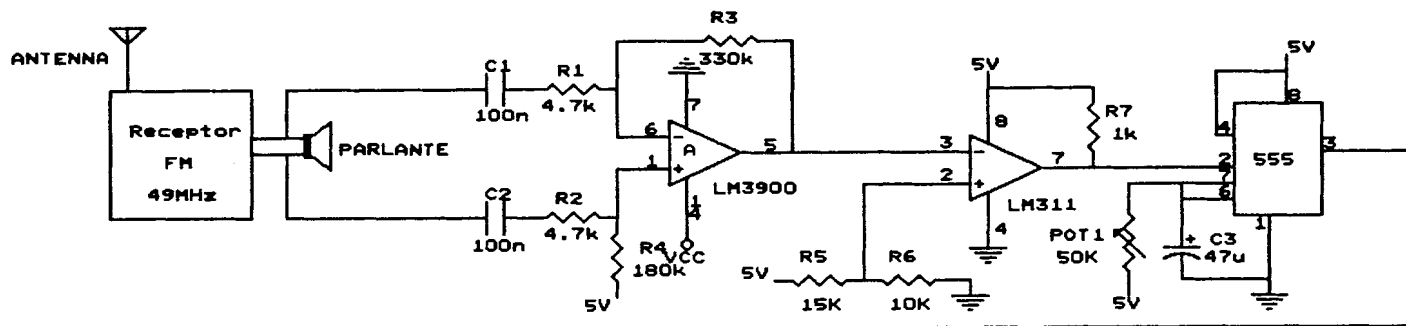 ANTENNA
Receptor
FM
49MHz
PARLANTE
C1
100n
R1
4.7k
C2
100n
R2
4.7k
R3
330k
7
6
1
A
5
LM3900
1
4
VCC
R4
180k
5V
5V
8
3
2
7
LM311
4
R7
1k
5V
R5
15K
R6
10K
5V
8
4
555
3
2
7
6
1
POT1
50K
5V
C3
47u
+